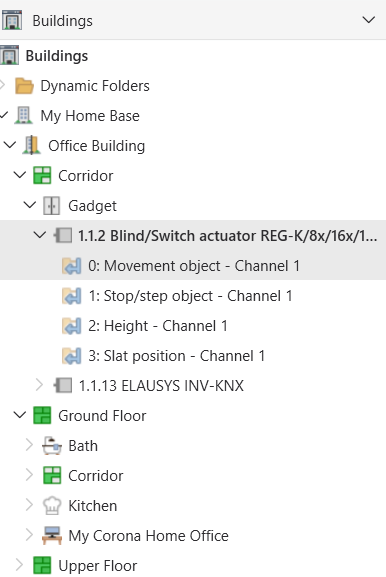 Buildings
Buildings
Dynamic Folders
My Home Base
Office Building
Corridor
Gadget
1.1.2 Blind/Switch actuator REG-K/8x/16x/1...
0: Movement object - Channel 1
1: Stop/step object - Channel 1
2: Height - Channel 1
3: Slat position - Channel 1
1.1.13 ELAUSYS INV-KNX
Ground Floor
Bath
Corridor
Kitchen
My Corona Home Office
Upper Floor